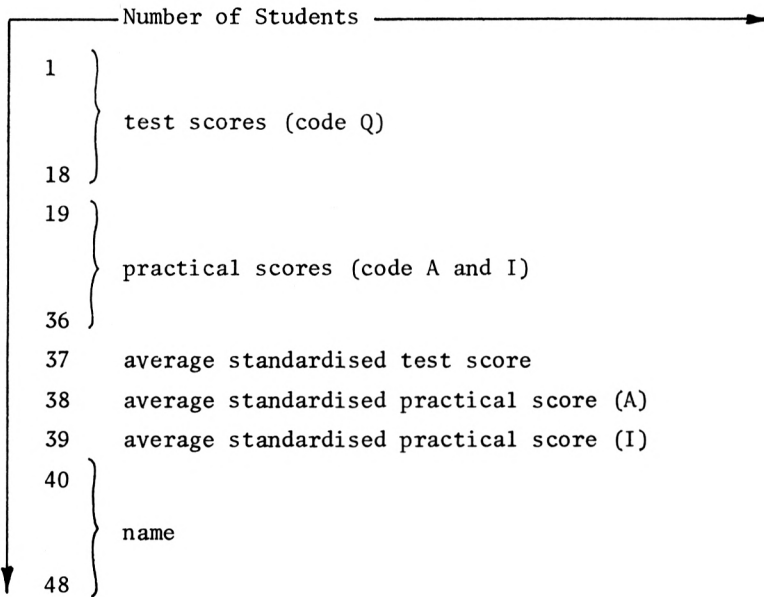 Number of Students
1
test scores (code Q)
18
19
practical scores (code A and I)
36
37 average standardised test score
38 average standardised practical score (A)
39 average standardised practical score (I)
40
name
48